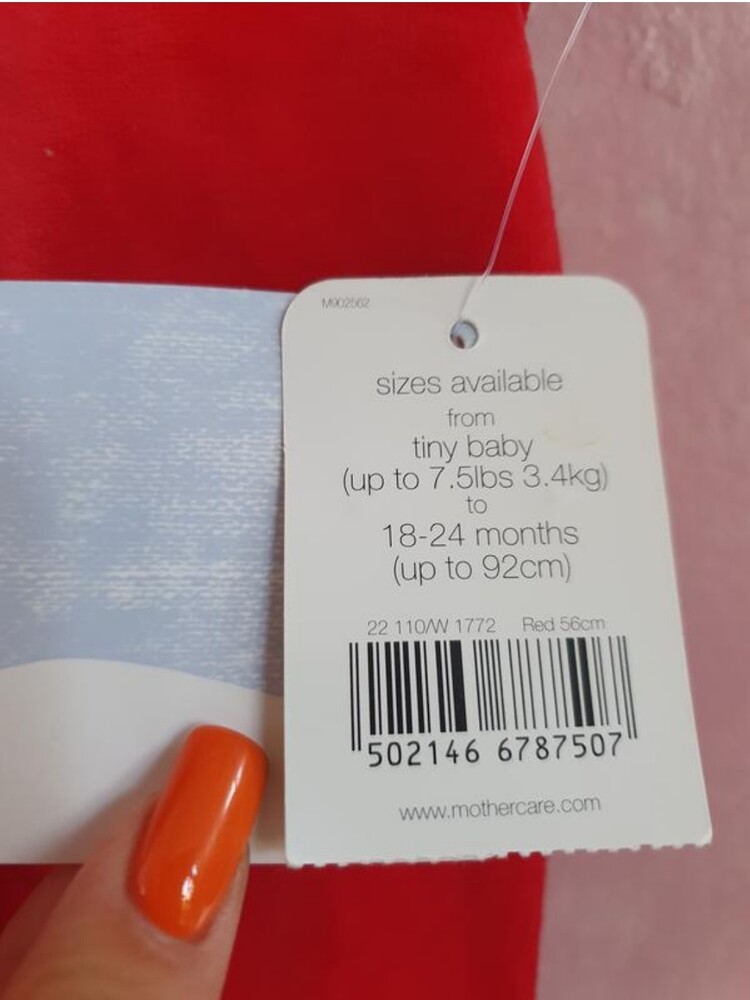 M902562
sizes available
from
tiny baby
(up to 7.5lbs 3.4kg)
to
18-24 months
(up to 92cm)
22 110/W 1772 Red 56cm
502146 6787507
www.mothercare.com